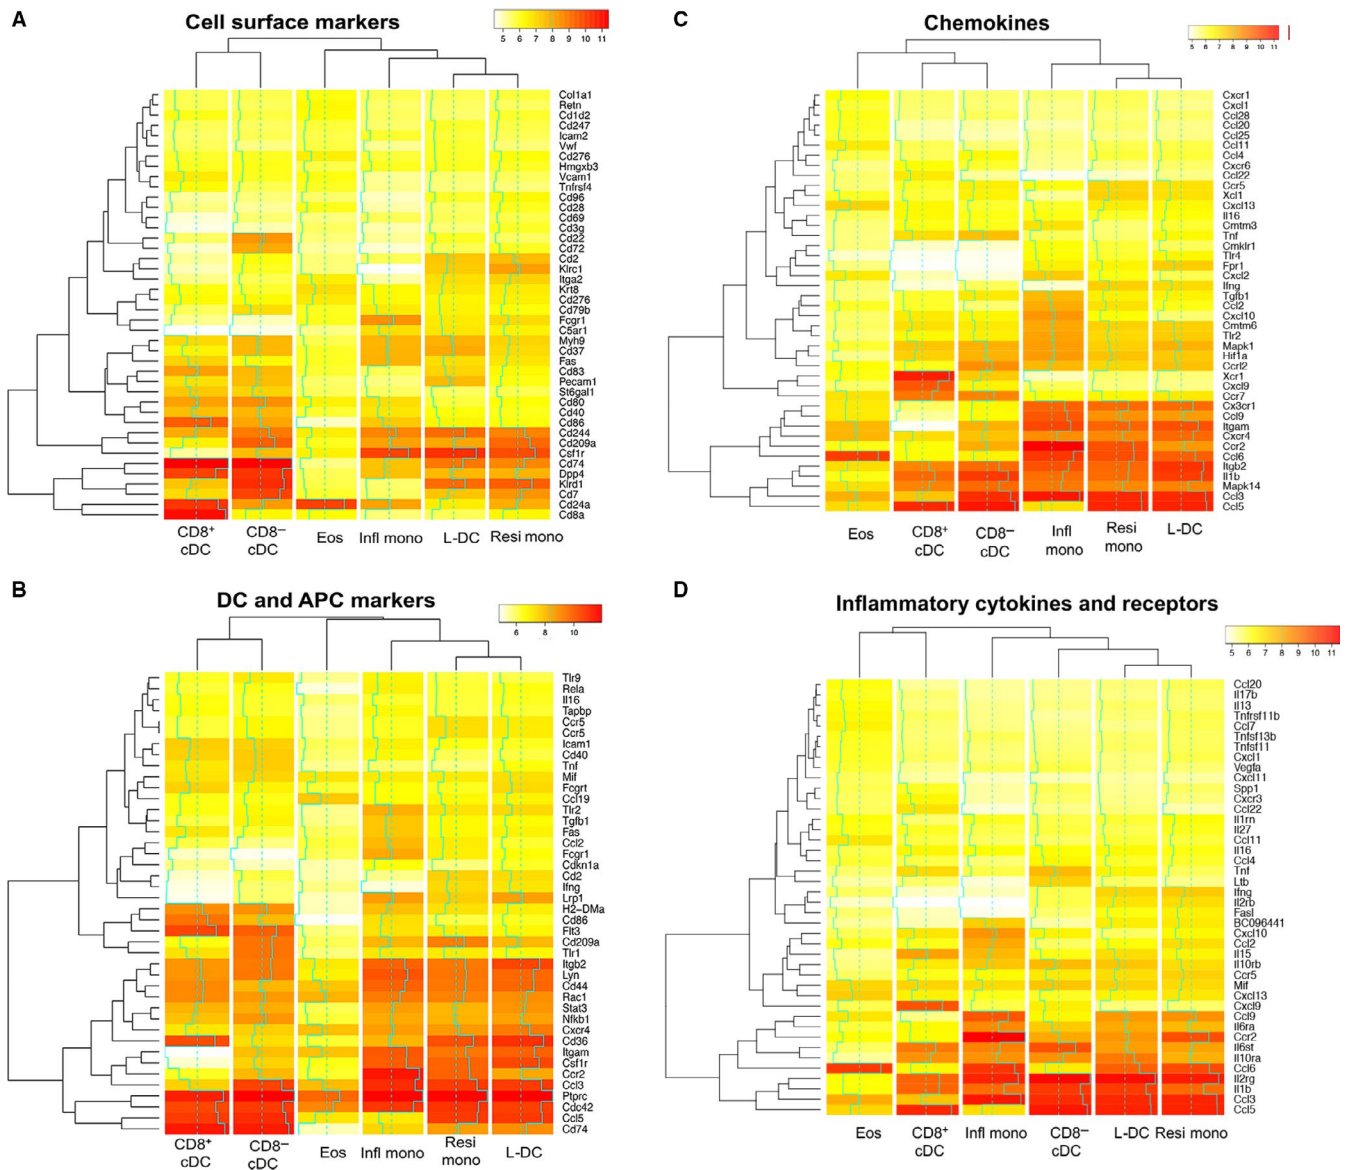 A
Cell surface markers
5 6 7 8 9 10 11
Col1a1
Retn
Cd1d2
Cd247
Icam2
Vwf
Cd276
Hmgxb3
Vcam1
Tnfrsf4
Cd96
Cd28
Cd69
Cd3g
Cd22
Cd72
Cd2
Klrc1
Itga2
Krt8
Cd276
Cd79b
Fcgr1
C5ar1
Myh9
Cd37
Fas
Cd83
Pecam1
St6gal1
Cd80
Cd40
Cd86
Cd244
Cd209a
Csf1r
Cd74
Dpp4
Klrd1
Cd7
Cd24a
Cd8a
CD8+ cDC
CD8− cDC
Eos
Infl mono
L-DC
Resi mono
B
DC and APC markers
6 8 10
Tlr9
Rela
Il16
Tapbp
Ccr5
Ccr5
Icam1
Cd40
Tnf
Mif
Fcgrt
Ccl19
Tlr2
Tgfb1
Fas
Ccl2
Fcgr1
Cdkn1a
Cd2
Ifng
Lrp1
H2−DMa
Cd86
Flt3
Cd209a
Tlr1
Itgb2
Lyn
Cd44
Rac1
Stat3
Nfkb1
Cxcr4
Cd36
Itgam
Csf1r
Ccr2
Ccl3
Ptprc
Cdc42
Ccl5
Cd74
CD8+ cDC
CD8− cDC
Eos
Infl mono
Resi mono
L-DC
C
Chemokines
5 6 7 8 9 10 11
Cxcr1
Cxcl1
Ccl28
Ccl20
Ccl25
Ccl11
Ccl4
Cxcr6
Ccl22
Ccr5
Xcl1
Cxcl13
Il16
Cmtm3
Tnf
Cmklr1
Tlr4
Fpr1
Cxcl2
Ifng
Tgfb1
Ccl2
Cxcl10
Cmtm6
Tlr2
Mapk1
Hif1a
Ccrl2
Xcr1
Cxcl9
Ccr7
Cx3cr1
Ccl9
Itgam
Cxcr4
Ccr2
Ccl6
Itgb2
Il1b
Mapk14
Ccl3
Ccl5
Eos
CD8+ cDC
CD8− cDC
Infl mono
Resi mono
L-DC
D
Inflammatory cytokines and receptors
5 6 7 8 9 10 11
Ccl20
Il17b
Il13
Tnfrsf11b
Ccl7
Tnfsf13b
Tnfsf11
Cxcl1
Vegfa
Cxcl11
Spp1
Cxcr3
Ccl22
Il1rn
Il27
Ccl11
Il16
Ccl4
Tnf
Ltb
Ifng
Il2rb
Fasl
BC096441
Cxcl10
Ccl2
Il15
Il10rb
Ccr5
Mif
Cxcl13
Cxcl9
Ccl9
Il6ra
Ccr2
Il6st
Il10ra
Ccl6
Il2rg
Il1b
Ccl3
Ccl5
Eos
CD8+ cDC
Infl mono
CD8− cDC
L-DC
Resi mono